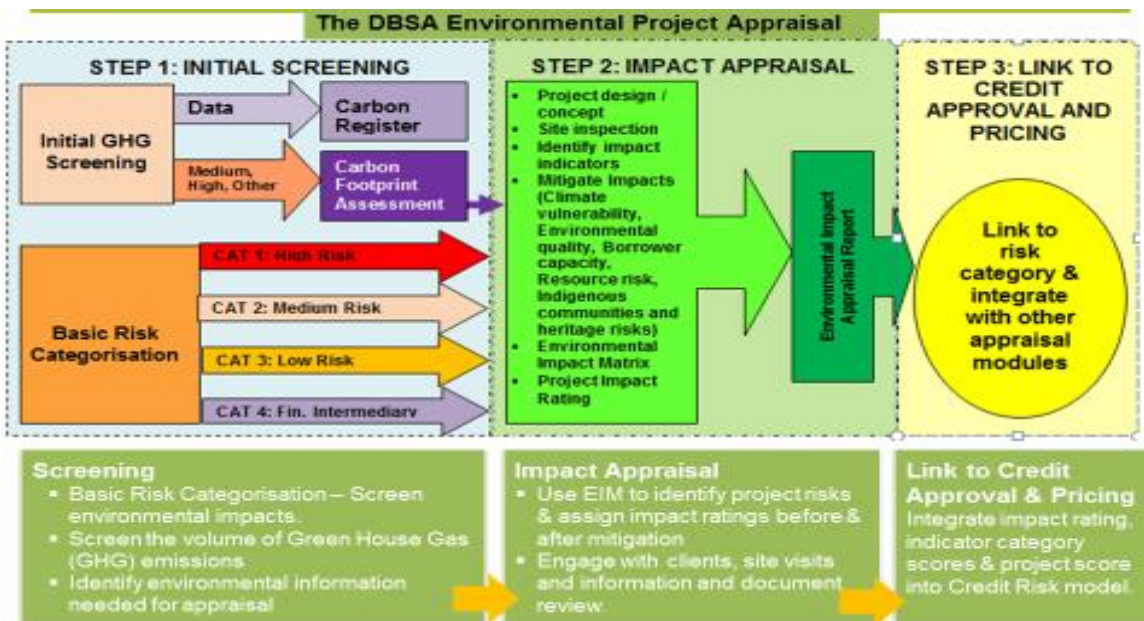 The DBSA Environmental Project Appraisal
STEP 1: INITIAL SCREENING
Initial GHG
Screening
Data
Carbon
Register
Medium,
High, Other
Carbon
Footprint
Assessment
Basic Risk
Categorisation
CAT 1: High Risk
CAT 2: Medium Risk
CAT 3: Low Risk
CAT 4: Fin. Intermediary
STEP 2: IMPACT APPRAISAL
• Project design /
concept
• Site inspection
• Identify impact
indicators
• Mitigate Impacts
(Climate
vulnerability,
Environmental
quality, Borrower
capacity,
Resource risk,
Indigenous
communities and
heritage risks)
• Environmental
Impact Matrix
• Project Impact
Rating
Environmental Impact
Appraisal Report
STEP 3: LINK TO
CREDIT
APPROVAL AND
PRICING
Link to
risk
category &
integrate
with other
appraisal
modules
Screening
▪ Basic Risk Categorisation – Screen
environmental impacts.
▪ Screen the volume of Green House Gas
(GHG) emissions
▪ Identify environmental information
needed for appraisal
Impact Appraisal
▪ Use EIM to identify project risks
& assign impact ratings before &
after mitigation
▪ Engage with clients, site visits
and information and document
review.
Link to Credit
Approval & Pricing
Integrate impact rating,
indicator category
scores & project score
into Credit Risk model.